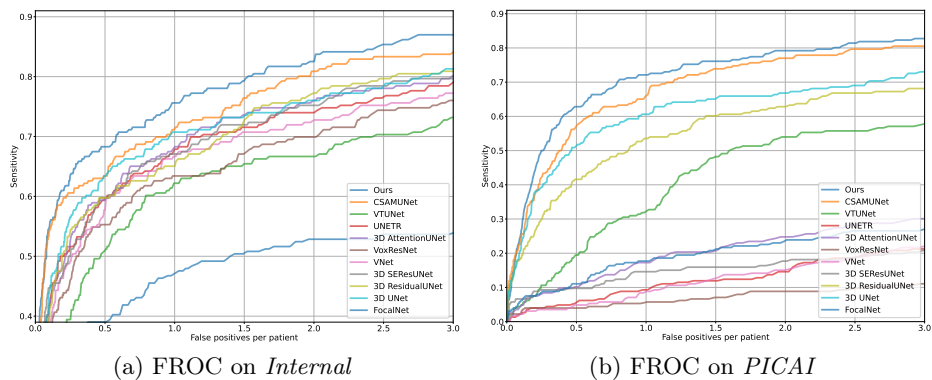 0.9
0.8
0.7
0.6
0.5
0.4
Sensitivity
0.0
0.5
1.0
1.5
2.0
2.5
3.0
False positives per patient
Ours
CSAMUNet
VTUNet
UNETR
3D AttentionUNet
VoxResNet
VNet
3D SEResUNet
3D ResidualUNet
3D UNet
FocalNet
(a) FROC on Internal
0.9
0.8
0.7
0.6
0.5
0.4
0.3
0.2
0.1
0.0
Sensitivity
0.0
0.5
1.0
1.5
2.0
2.5
3.0
False positives per patient
Ours
CSAMUNet
VTUNet
UNETR
3D AttentionUNet
VoxResNet
VNet
3D SEResUNet
3D ResidualUNet
3D UNet
FocalNet
(b) FROC on PICAI